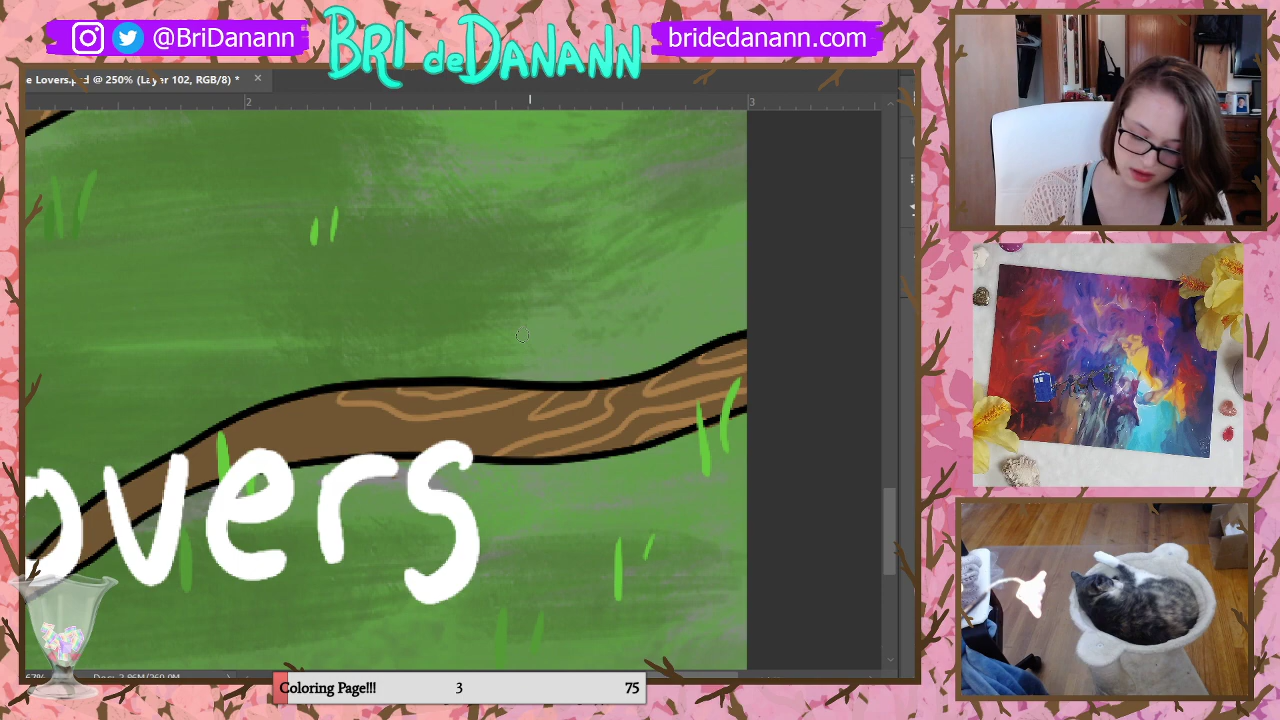 @BriDanann
BRI deDANANN
bridedanann.com
e Lovers.psd @ 250% (Layer 102, RGB/8) *
2
3
overs
Coloring Page!!! 3 75